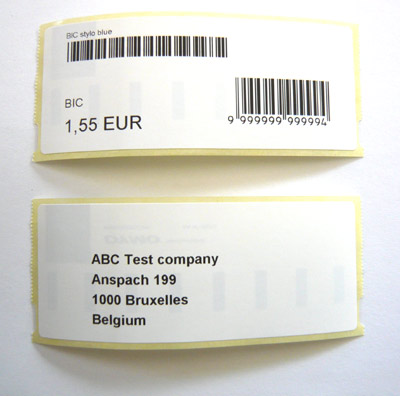 BIC stylo blue
BIC
1,55 EUR
9 999999 999994
ABC Test company
Anspach 199
1000 Bruxelles
Belgium